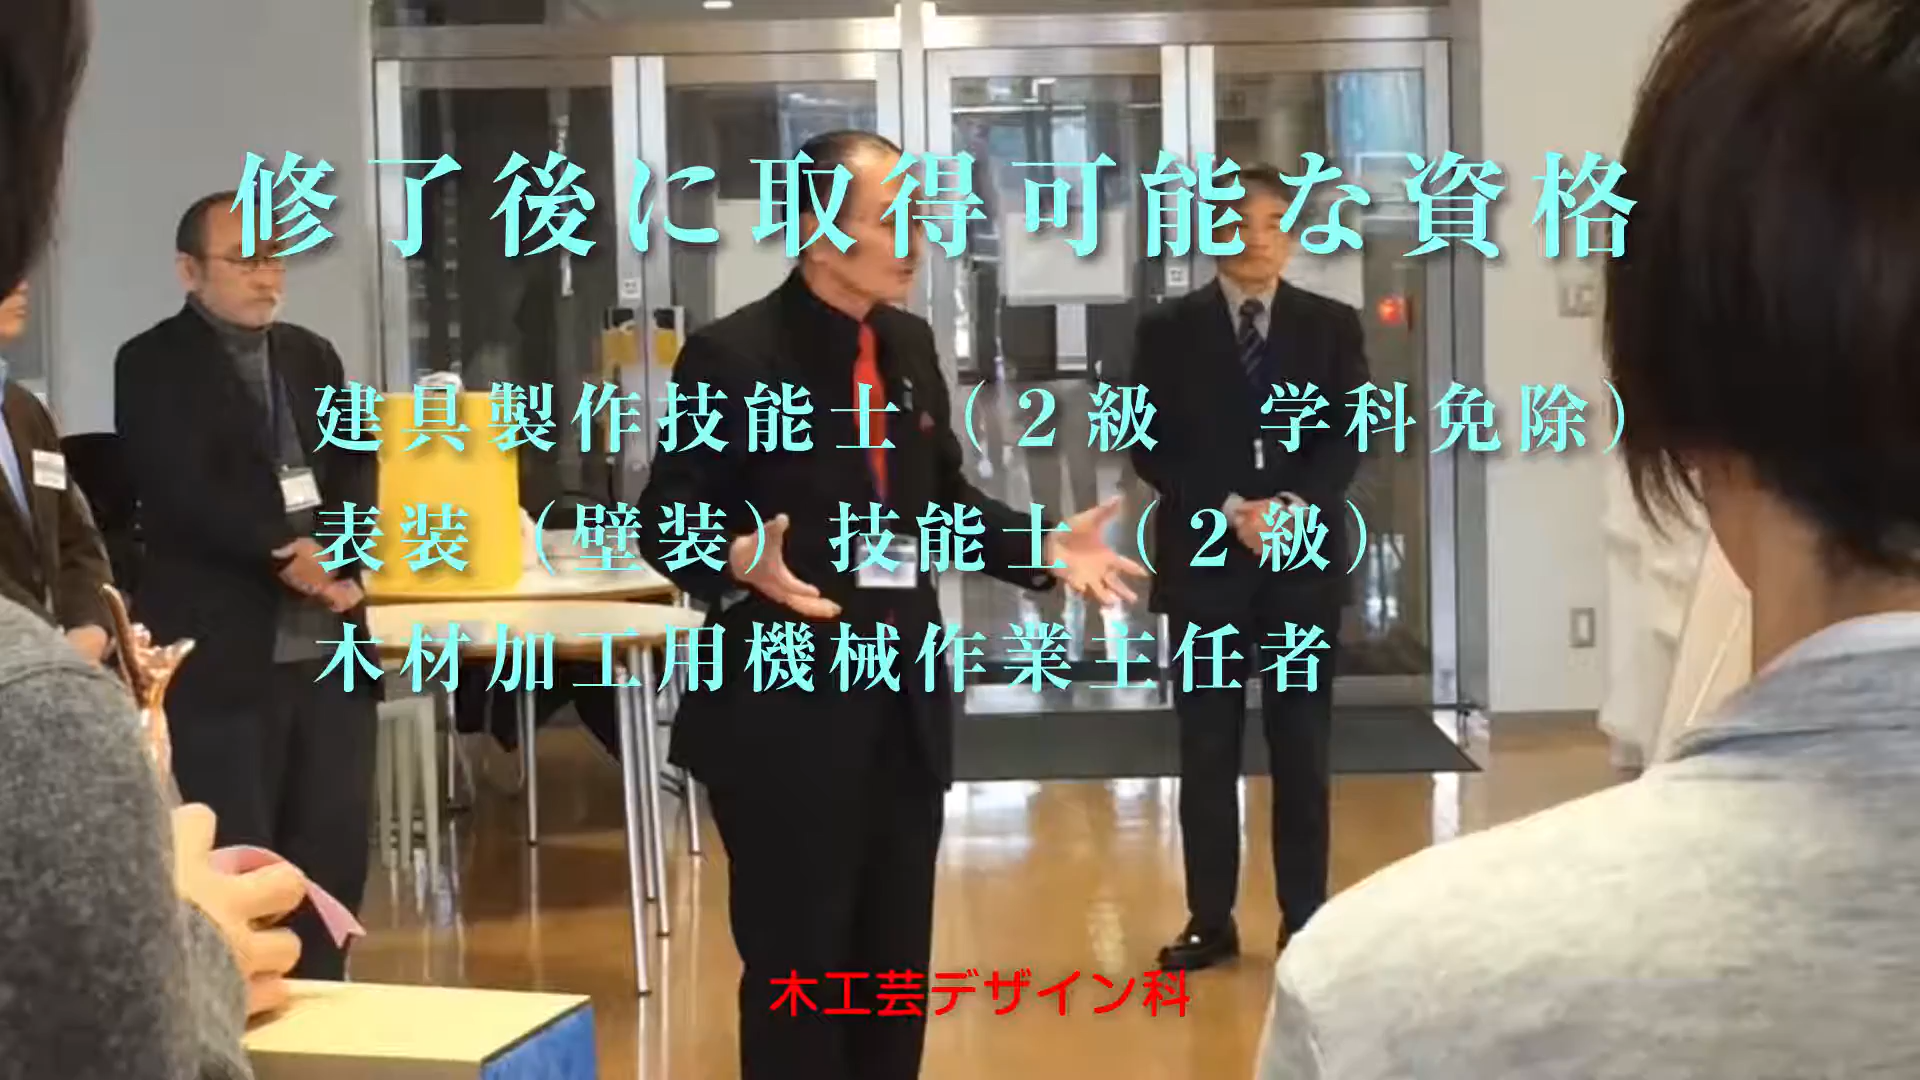 修了後に取得可能な資格
建具製作技能士（２級　学科免除）
表装（壁装）技能士（２級）
木材加工用機械作業主任者
木工芸デザイン科